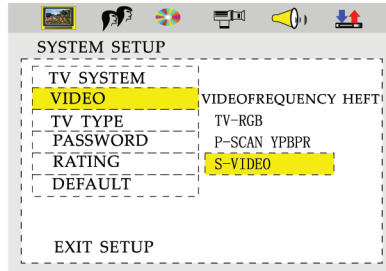 SYSTEM SETUP
TV SYSTEM
VIDEO
VIDEOFREQUENCY HEFT
TV TYPE
TV-RGB
PASSWORD
P-SCAN YPBPR
RATING
S-VIDEO
DEFAULT
EXIT SETUP